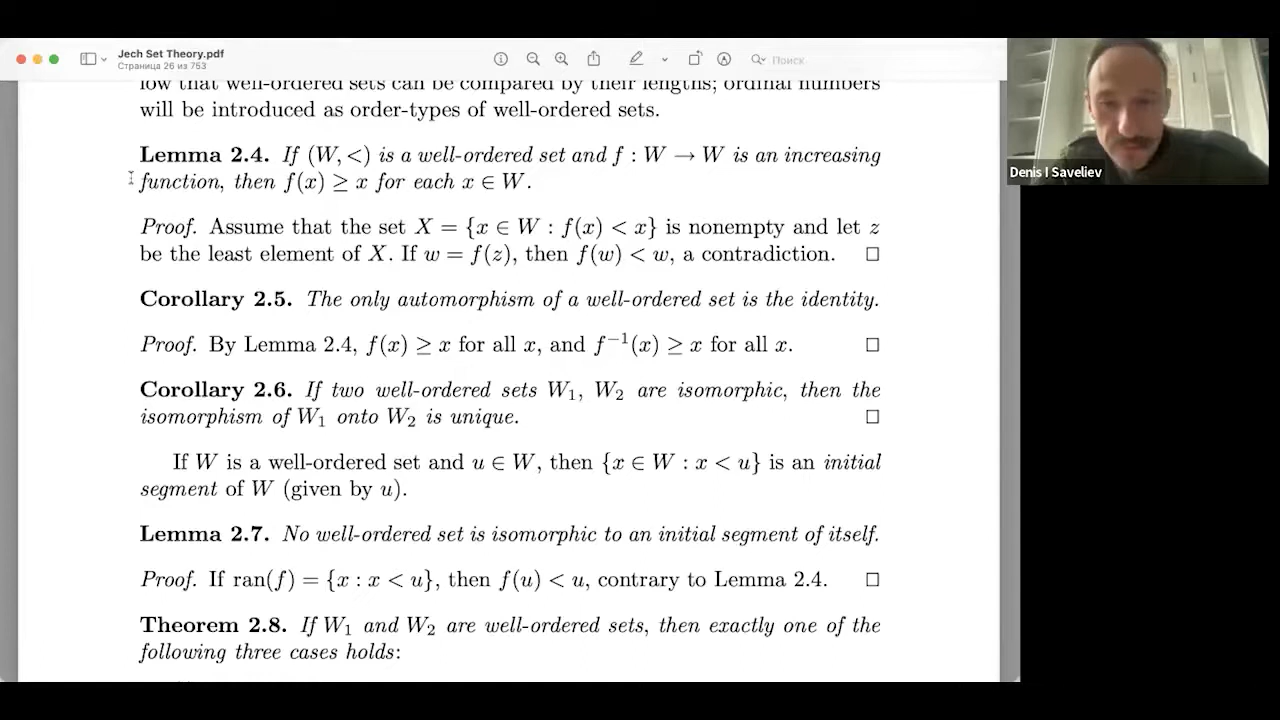 Jech Set Theory.pdf
Страница 26 из 753
Поиск
low that well-ordered sets can be compared by their lengths; ordinal numbers
will be introduced as order-types of well-ordered sets.
Lemma 2.4. If (W, <) is a well-ordered set and f : W → W is an increasing
function, then f(x) ≥ x for each x ∈ W.
Proof. Assume that the set X = {x ∈ W : f(x) < x} is nonempty and let z
be the least element of X. If w = f(z), then f(w) < w, a contradiction. □
Corollary 2.5. The only automorphism of a well-ordered set is the identity.
Proof. By Lemma 2.4, f(x) ≥ x for all x, and f⁻¹(x) ≥ x for all x. □
Corollary 2.6. If two well-ordered sets W₁, W₂ are isomorphic, then the
isomorphism of W₁ onto W₂ is unique. □
If W is a well-ordered set and u ∈ W, then {x ∈ W : x < u} is an initial
segment of W (given by u).
Lemma 2.7. No well-ordered set is isomorphic to an initial segment of itself.
Proof. If ran(f) = {x : x < u}, then f(u) < u, contrary to Lemma 2.4. □
Theorem 2.8. If W₁ and W₂ are well-ordered sets, then exactly one of the
following three cases holds:
Denis I Saveliev